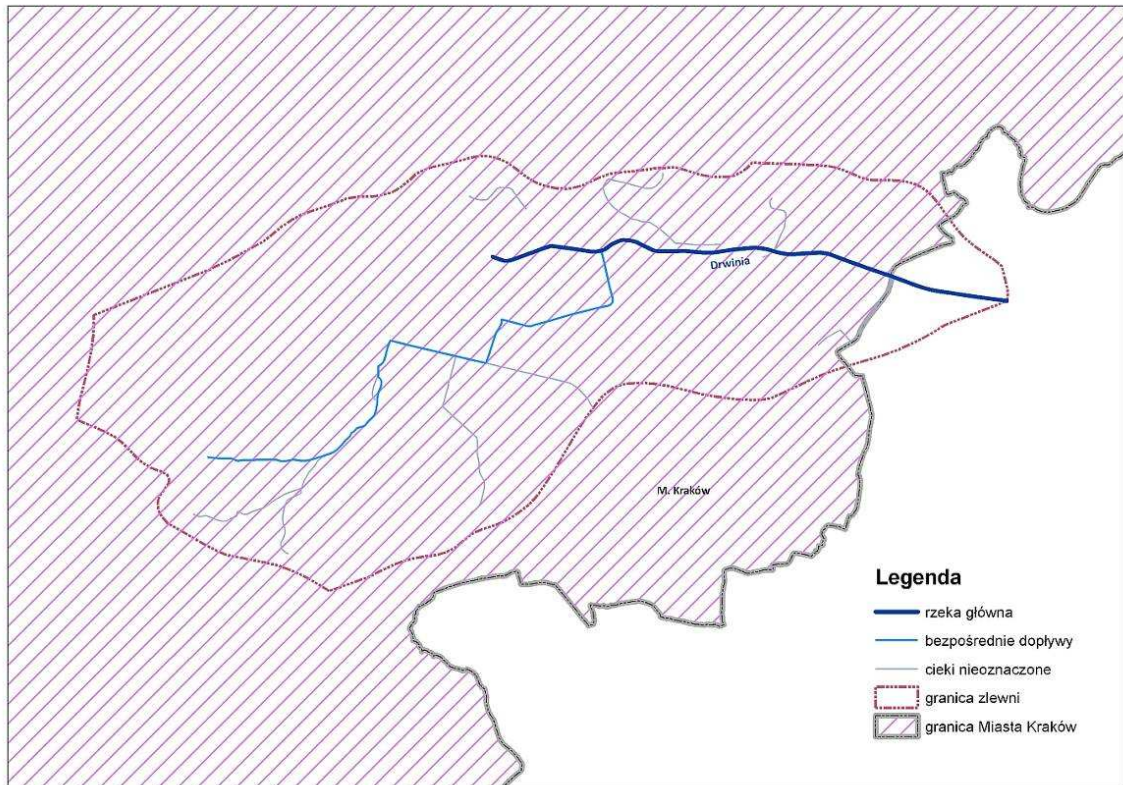 Drwinia
M. Kraków
Legenda
rzeka główna
bezpośrednie dopływy
cieki nieoznaczone
granica zlewni
granica Miasta Kraków